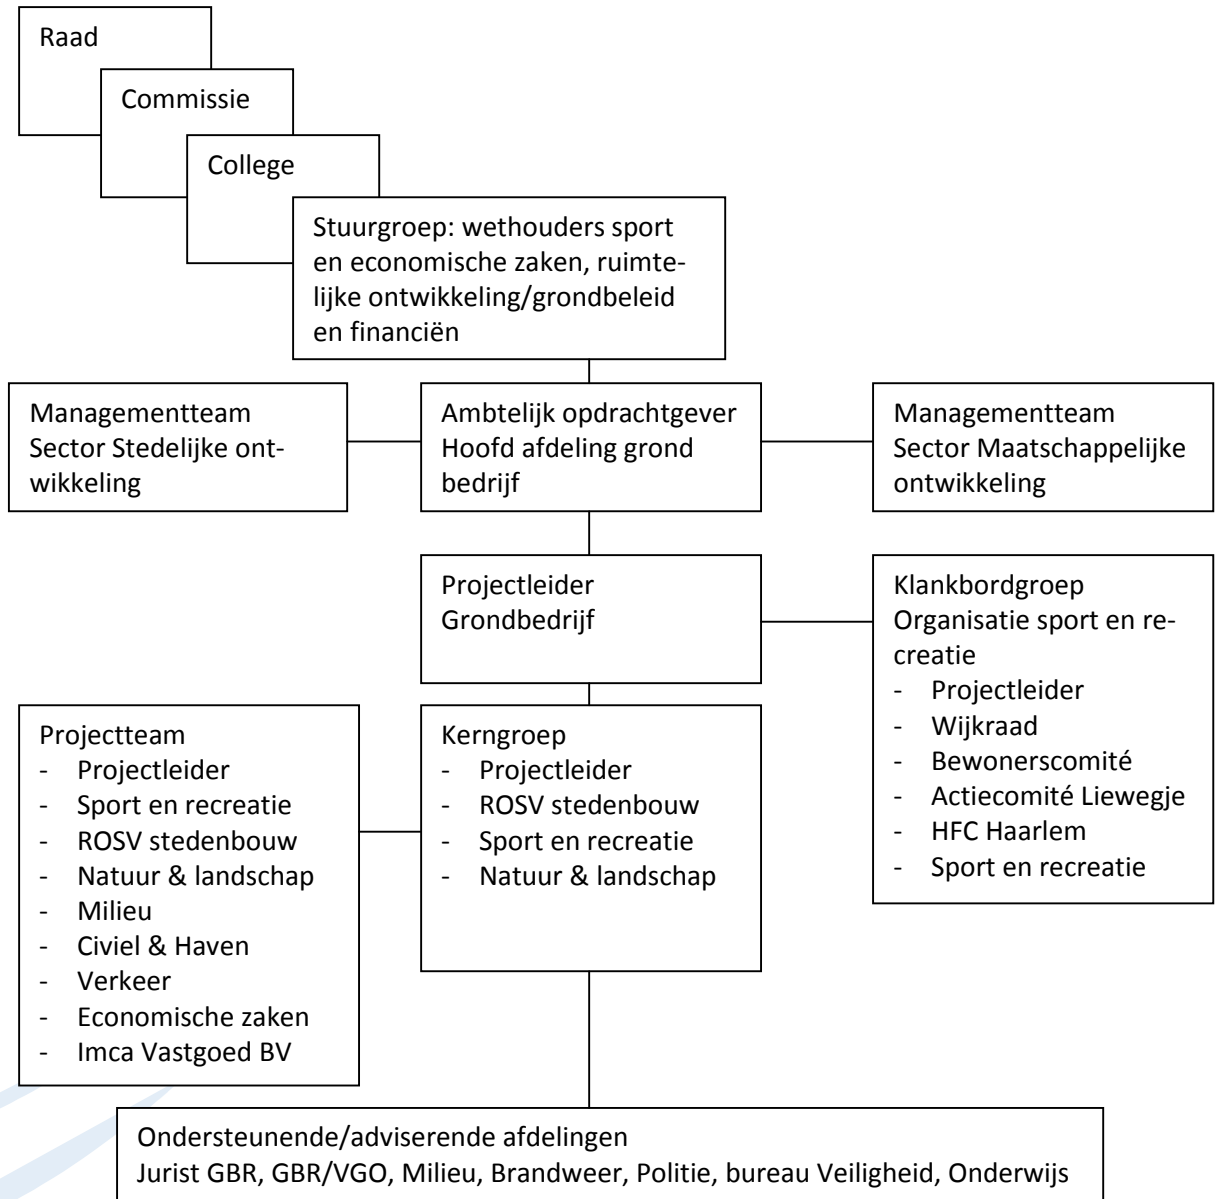 Raad
Commissie
College
Stuurgroep: wethouders sport
en economische zaken, ruimte-
lijke ontwikkeling/grondbeleid
en financiën
Managementteam
Sector Stedelijke ont-
wikkeling
Ambtelijk opdrachtgever
Hoofd afdeling grond
bedrijf
Managementteam
Sector Maatschappelijke
ontwikkeling
Projectleider
Grondbedrijf
Klankbordgroep
Organisatie sport en re-
creatie
- Projectleider
- Wijkraad
- Bewonerscomité
- Actiecomité Liewegje
- HFC Haarlem
- Sport en recreatie
Projectteam
- Projectleider
- Sport en recreatie
- ROSV stedenbouw
- Natuur & landschap
- Milieu
- Civiel & Haven
- Verkeer
- Economische zaken
- Imca Vastgoed BV
Kerngroep
- Projectleider
- ROSV stedenbouw
- Sport en recreatie
- Natuur & landschap
Ondersteunende/adviserende afdelingen
Jurist GBR, GBR/VGO, Milieu, Brandweer, Politie, bureau Veiligheid, Onderwijs